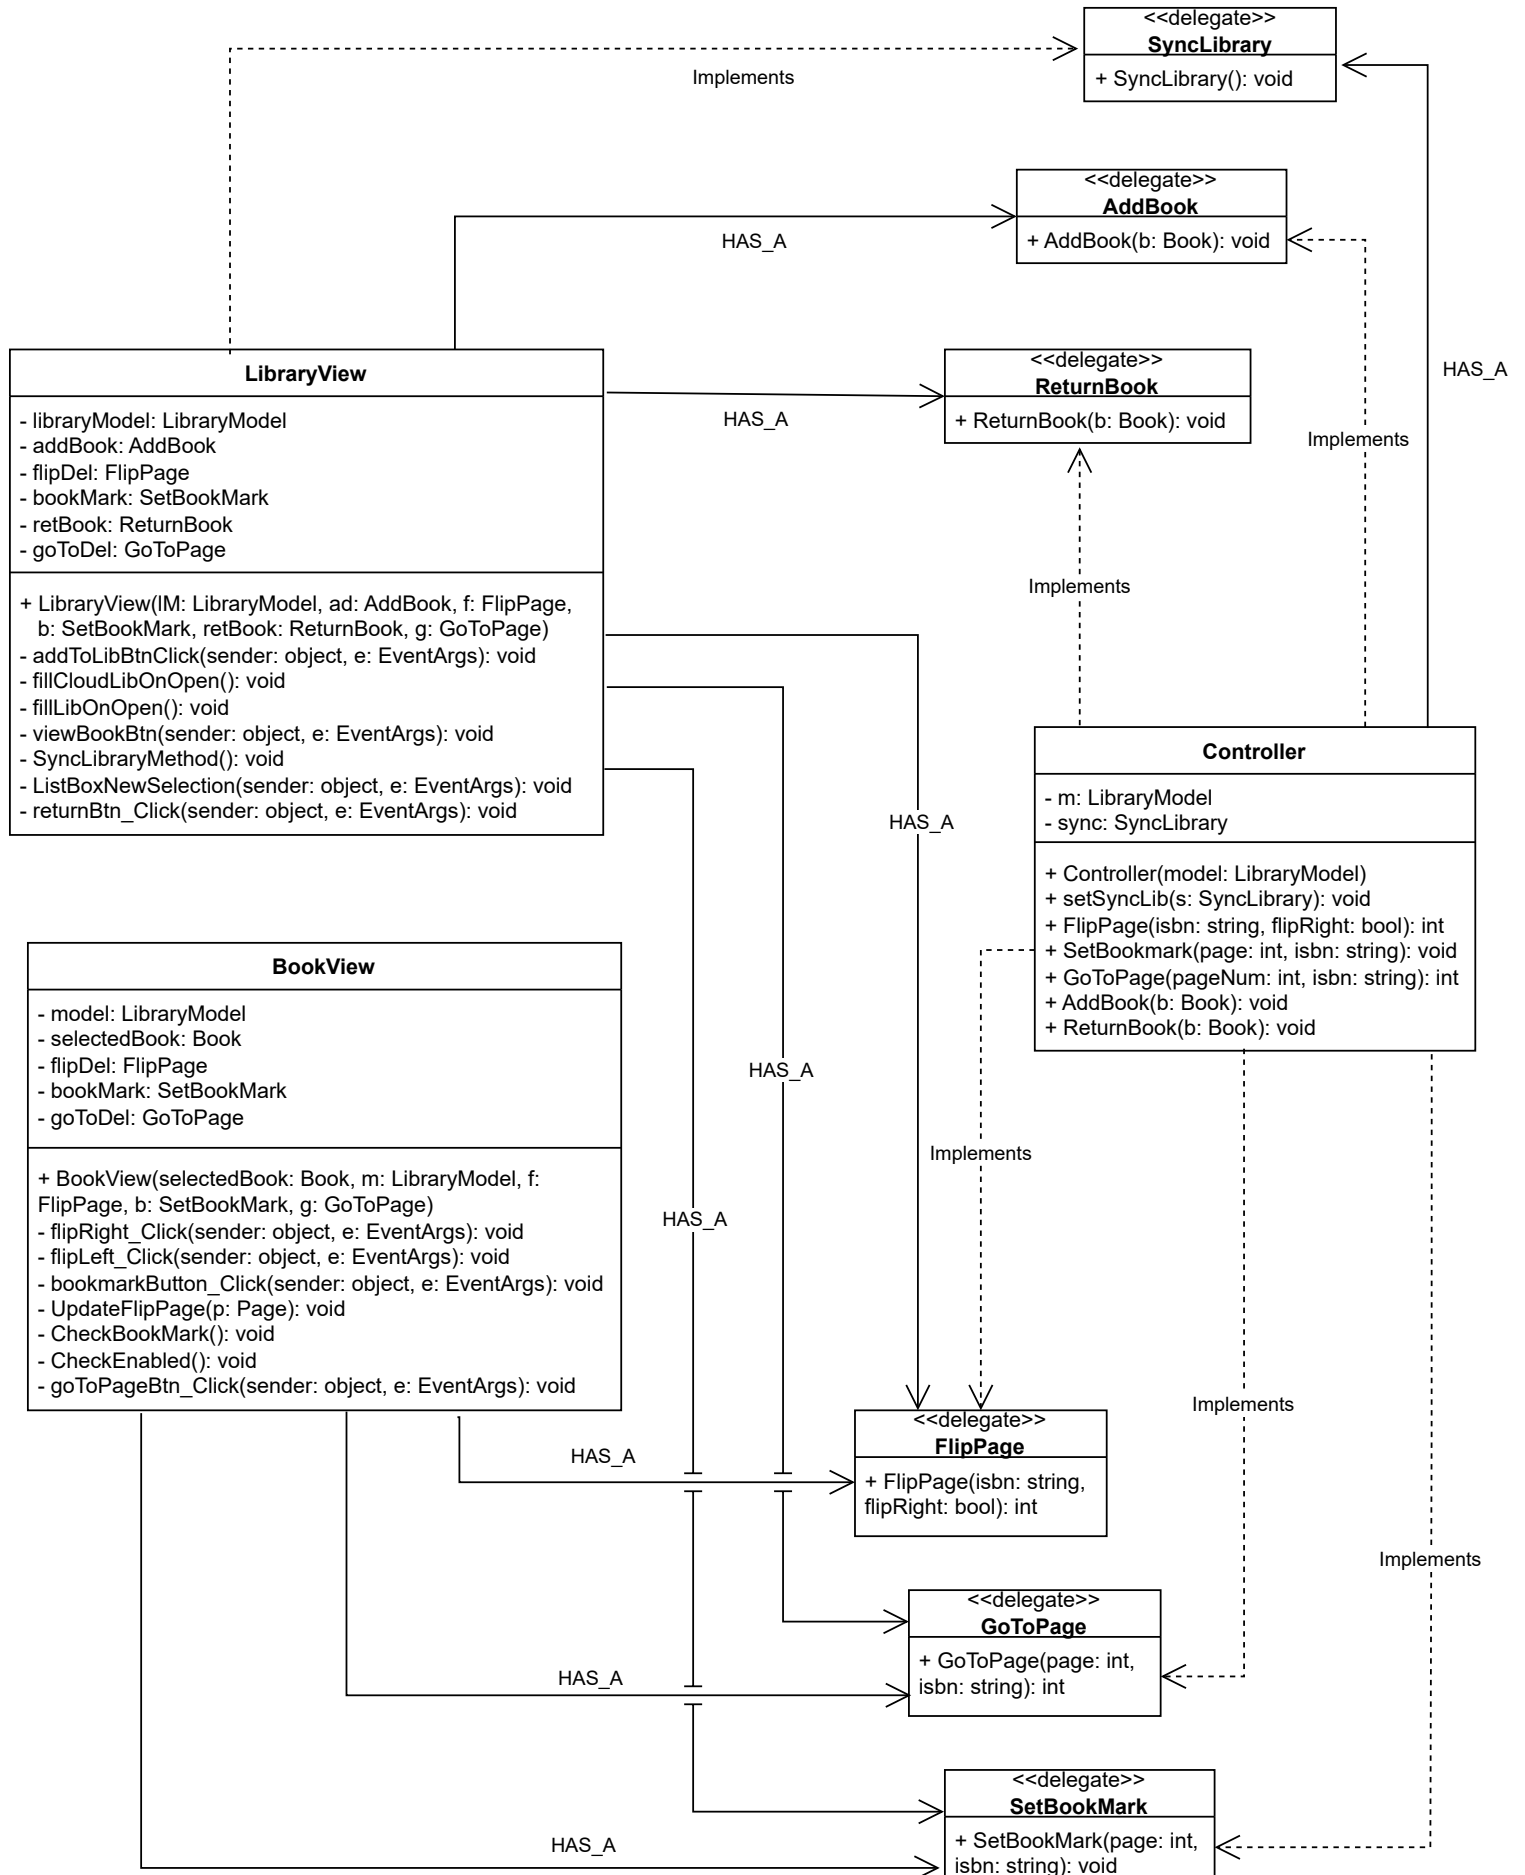 <<delegate>>
SyncLibrary
+ SyncLibrary(): void
Implements
<<delegate>>
AddBook
+ AddBook(b: Book): void
HAS_A
<<delegate>>
ReturnBook
+ ReturnBook(b: Book): void
HAS_A
HAS_A
Implements
Implements
LibraryView
- libraryModel: LibraryModel
- addBook: AddBook
- flipDel: FlipPage
- bookMark: SetBookMark
- retBook: ReturnBook
- goToDel: GoToPage
+ LibraryView(lM: LibraryModel, ad: AddBook, f: FlipPage,
b: SetBookMark, retBook: ReturnBook, g: GoToPage)
- addToLibBtnClick(sender: object, e: EventArgs): void
- fillCloudLibOnOpen(): void
- fillLibOnOpen(): void
- viewBookBtn(sender: object, e: EventArgs): void
- SyncLibraryMethod(): void
- ListBoxNewSelection(sender: object, e: EventArgs): void
- returnBtn_Click(sender: object, e: EventArgs): void
Controller
- m: LibraryModel
- sync: SyncLibrary
+ Controller(model: LibraryModel)
+ setSyncLib(s: SyncLibrary): void
+ FlipPage(isbn: string, flipRight: bool): int
+ SetBookmark(page: int, isbn: string): void
+ GoToPage(pageNum: int, isbn: string): int
+ AddBook(b: Book): void
+ ReturnBook(b: Book): void
HAS_A
BookView
- model: LibraryModel
- selectedBook: Book
- flipDel: FlipPage
- bookMark: SetBookMark
- goToDel: GoToPage
+ BookView(selectedBook: Book, m: LibraryModel, f:
FlipPage, b: SetBookMark, g: GoToPage)
- flipRight_Click(sender: object, e: EventArgs): void
- flipLeft_Click(sender: object, e: EventArgs): void
- bookmarkButton_Click(sender: object, e: EventArgs): void
- UpdateFlipPage(p: Page): void
- CheckBookMark(): void
- CheckEnabled(): void
- goToPageBtn_Click(sender: object, e: EventArgs): void
HAS_A
Implements
HAS_A
Implements
HAS_A
<<delegate>>
FlipPage
+ FlipPage(isbn: string,
flipRight: bool): int
Implements
HAS_A
<<delegate>>
GoToPage
+ GoToPage(page: int,
isbn: string): int
HAS_A
<<delegate>>
SetBookMark
+ SetBookMark(page: int,
isbn: string): void